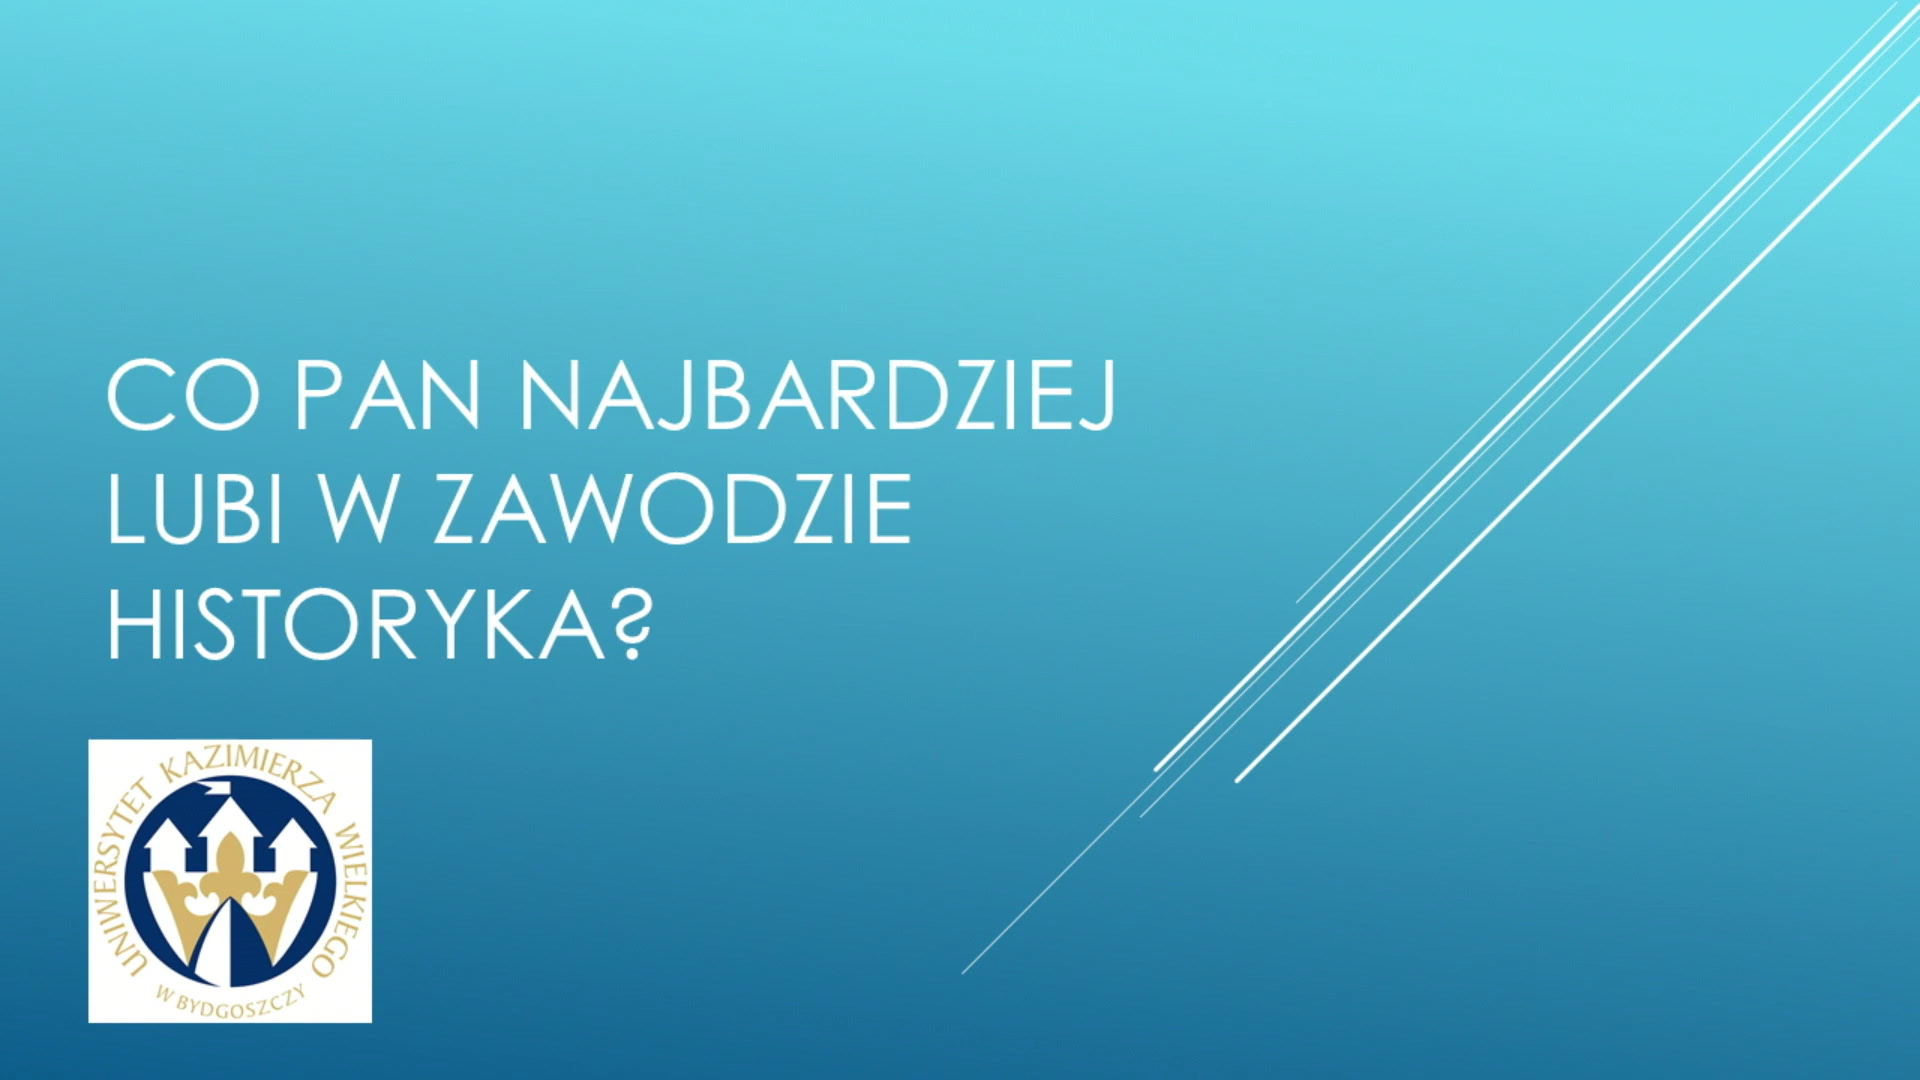 CO PAN NAJBARDZIEJ
LUBI W ZAWODZIE
HISTORYKA?
UNIWERSYTET KAZIMIERZA WIELKIEGO
W BYDGOSZCZY